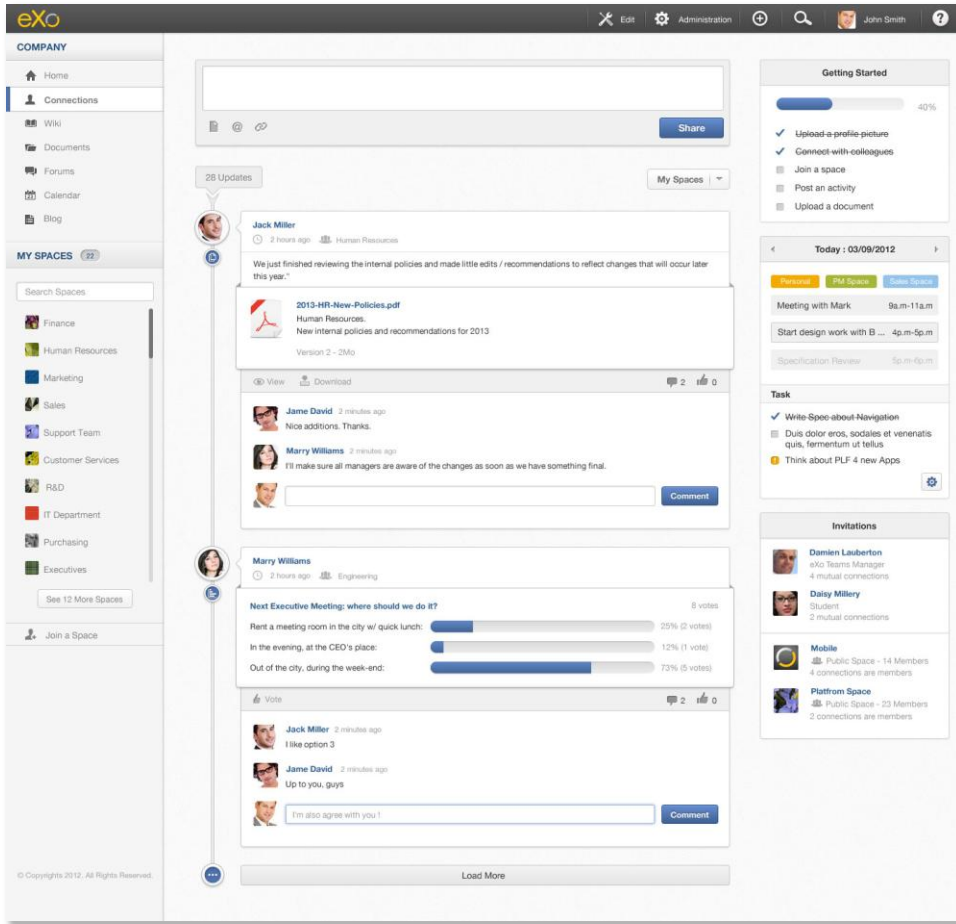 eXo
Edit
Administration
John Smith
?
COMPANY
Home
Connections
Wiki
Documents
Forums
Calendar
Blog
MY SPACES 22
Search Spaces
Finance
Human Resources
Marketing
Sales
Support Team
Customer Services
R&D
IT Department
Purchasing
Executives
See 12 More Spaces
Join a Space
© Copyrights 2012, All Rights Reserved.
@
Share
28 Updates
My Spaces
Jack Miller
2 hours ago Human Resources
We just finished reviewing the internal policies and made little edits / recommendations to reflect changes that will occur later
this year."
2013-HR-New-Policies.pdf
Human Resources.
New internal policies and recommendations for 2013
Version 2 - 2Mo
View Download 2 0
Jame David 2 minutes ago
Nice additions. Thanks.
Marry Williams 2 minutes ago
I'll make sure all managers are aware of the changes as soon as we have something final.
Comment
Marry Williams
2 hours ago Engineering
Next Executive Meeting: where should we do it? 8 votes
Rent a meeting room in the city w/ quick lunch: 25% (2 votes)
In the evening, at the CEO's place: 12% (1 vote)
Out of the city, during the week-end: 73% (5 votes)
Vote 2 0
Jack Miller 2 minutes ago
I like option 3
Jame David 2 minutes ago
Up to you, guys
I'm also agree with you !
Comment
Load More
Getting Started
40%
Upload a profile picture
Connect with colleagues
Join a space
Post an activity
Upload a document
Today : 03/09/2012
Personal PM Space Sales Space
Meeting with Mark 9a.m-11a.m
Start design work with B ... 4p.m-5p.m
Specification Review 5p.m-6p.m
Task
Write Spec about Navigation
Duis dolor eros, sodales et venenatis
quis, fermentum ut tellus
Think about PLF 4 new Apps
Invitations
Damien Lauberton
eXo Teams Manager
4 mutual connections
Daisy Millery
Student
2 mutual connections
Mobile
Public Space - 14 Members
4 connections are members
Platfrom Space
Public Space - 23 Members
2 connections are members